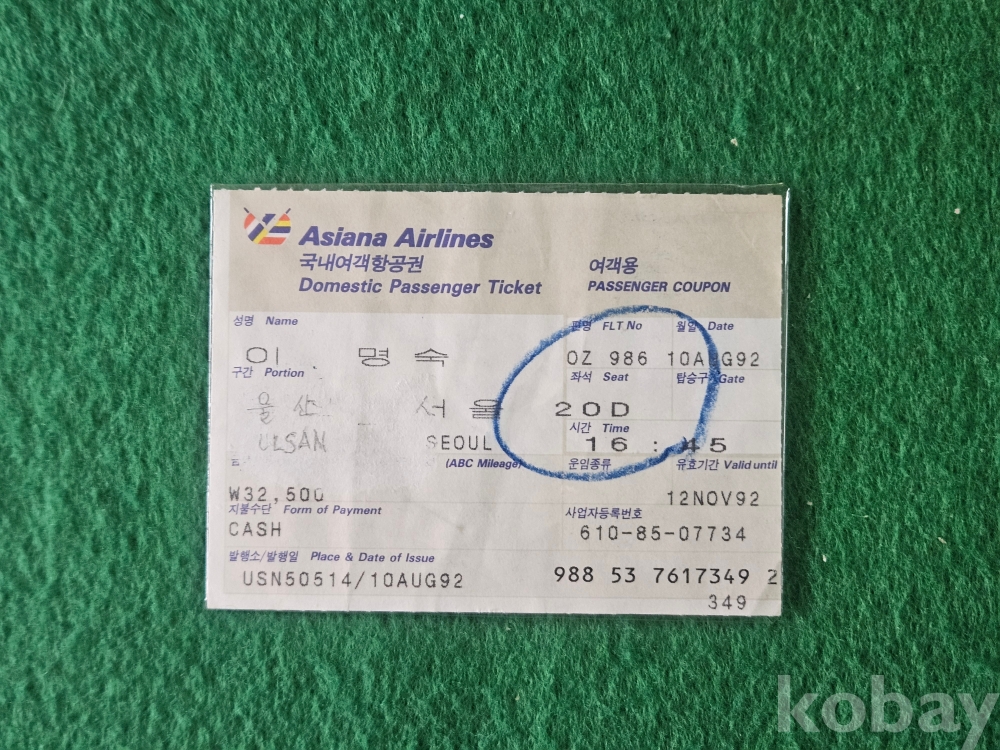 Asiana Airlines
국내여객항공권 여객용
Domestic Passenger Ticket PASSENGER COUPON
성명 Name 편명 FLT No 월일 Date
이 명 숙 OZ 986 10AUG92
구간 Portion 좌석 Seat 탑승구 Gate
울산 서울 20D
시간 Time
ULSAN SEOUL 16:45
(ABC Mileage) 운임종류 유효기간 Valid until
₩32,500 12NOV92
지불수단 Form of Payment 사업자등록번호
CASH 610-85-07734
발행소/발행일 Place & Date of Issue
USN50514/10AUG92 988 53 7617349 2
349
kobay